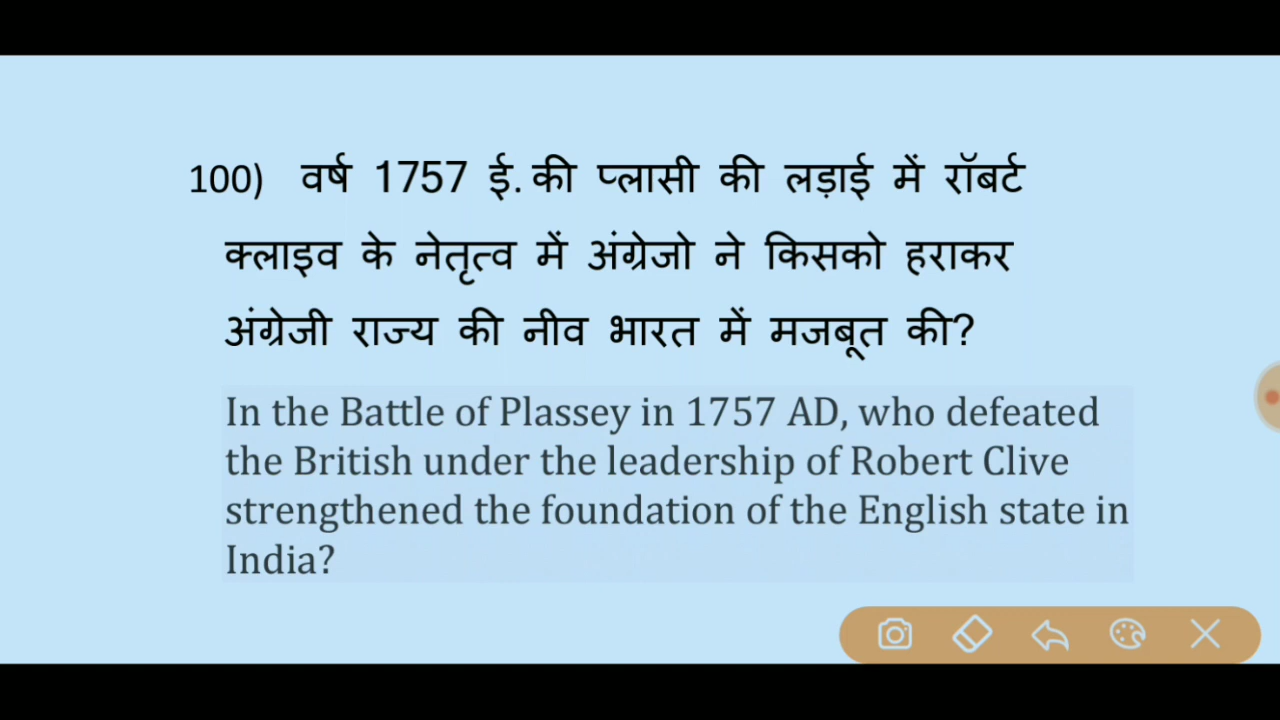 100) वर्ष 1757 ई. की प्लासी की लड़ाई में रॉबर्ट
क्लाइव के नेतृत्व में अंग्रेजो ने किसको हराकर
अंग्रेजी राज्य की नीव भारत में मजबूत की?
In the Battle of Plassey in 1757 AD, who defeated
the British under the leadership of Robert Clive
strengthened the foundation of the English state in
India?